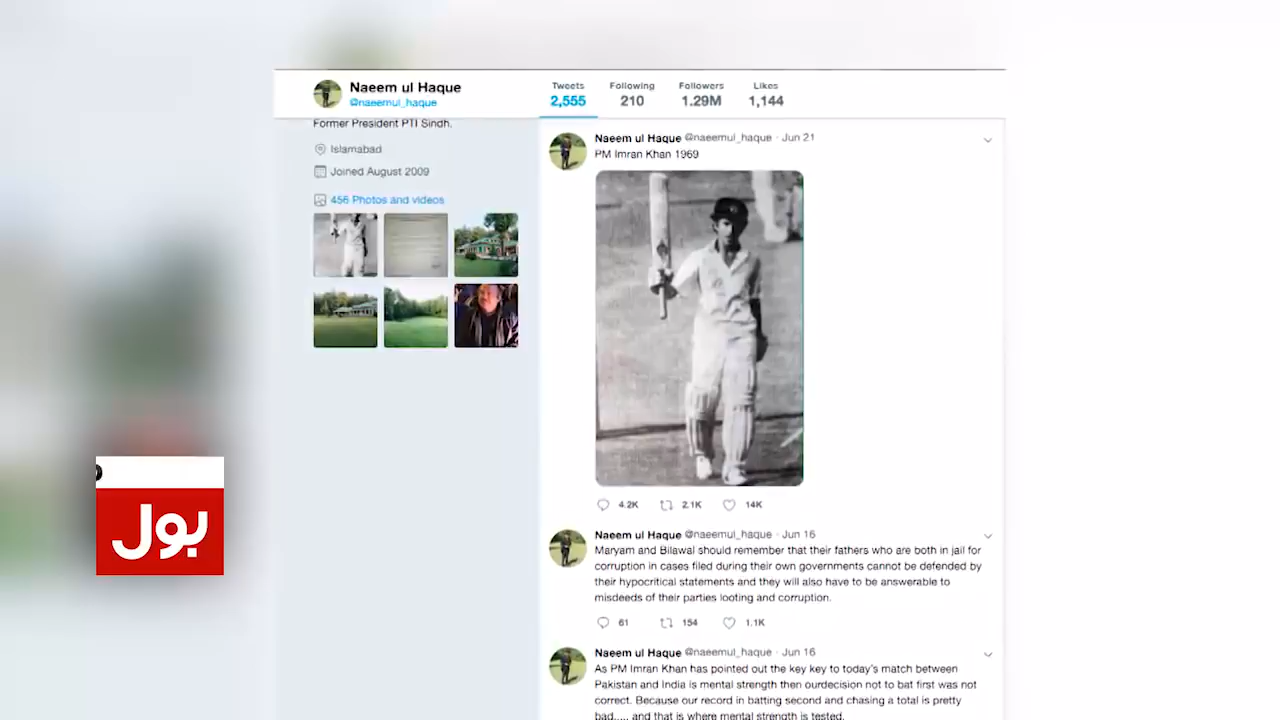 Naeem ul Haque
@naeemul_haque
Tweets
2,555
Following
210
Followers
1.29M
Likes
1,144
Former President PTI Sindh.
Islamabad
Joined August 2009
456 Photos and videos
Naeem ul Haque @naeemul_haque · Jun 21
PM Imran Khan 1969
4.2K 2.1K 14K
Naeem ul Haque @naeemul_haque · Jun 16
Maryam and Bilawal should remember that their fathers who are both in jail for
corruption in cases filed during their own governments cannot be defended by
their hypocritical statements and they will also have to be answerable to
misdeeds of their parties looting and corruption.
61 154 1.1K
Naeem ul Haque @naeemul_haque · Jun 16
As PM Imran Khan has pointed out the key key to today's match between
Pakistan and India is mental strength then ourdecision not to bat first was not
correct. Because our record in batting second and chasing a total is pretty
bad..... and that is where mental strength is tested.
بول